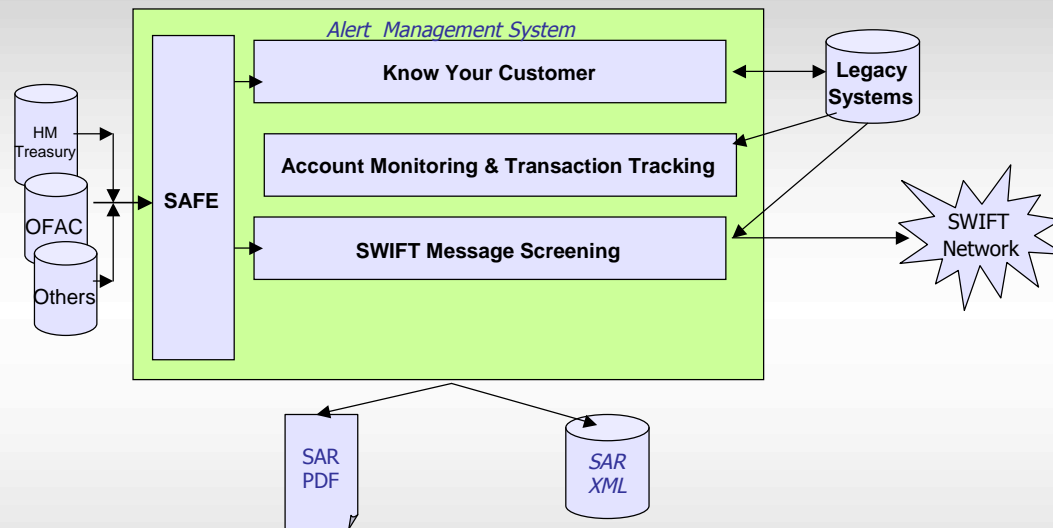 Alert  Management System
Know Your Customer
Legacy
Systems
HM
Treasury
Account Monitoring & Transaction Tracking
SAFE
OFAC
SWIFT
Network
SWIFT Message Screening
Others
SAR
PDF
SAR
XML